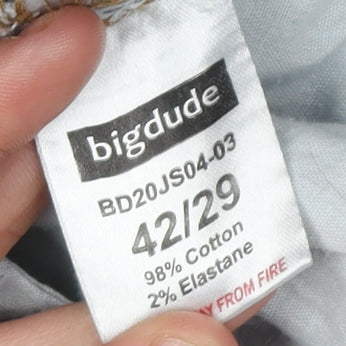 bigdude
BD20JS04-03
42/29
98% Cotton
2% Elastane
FROM FIRE